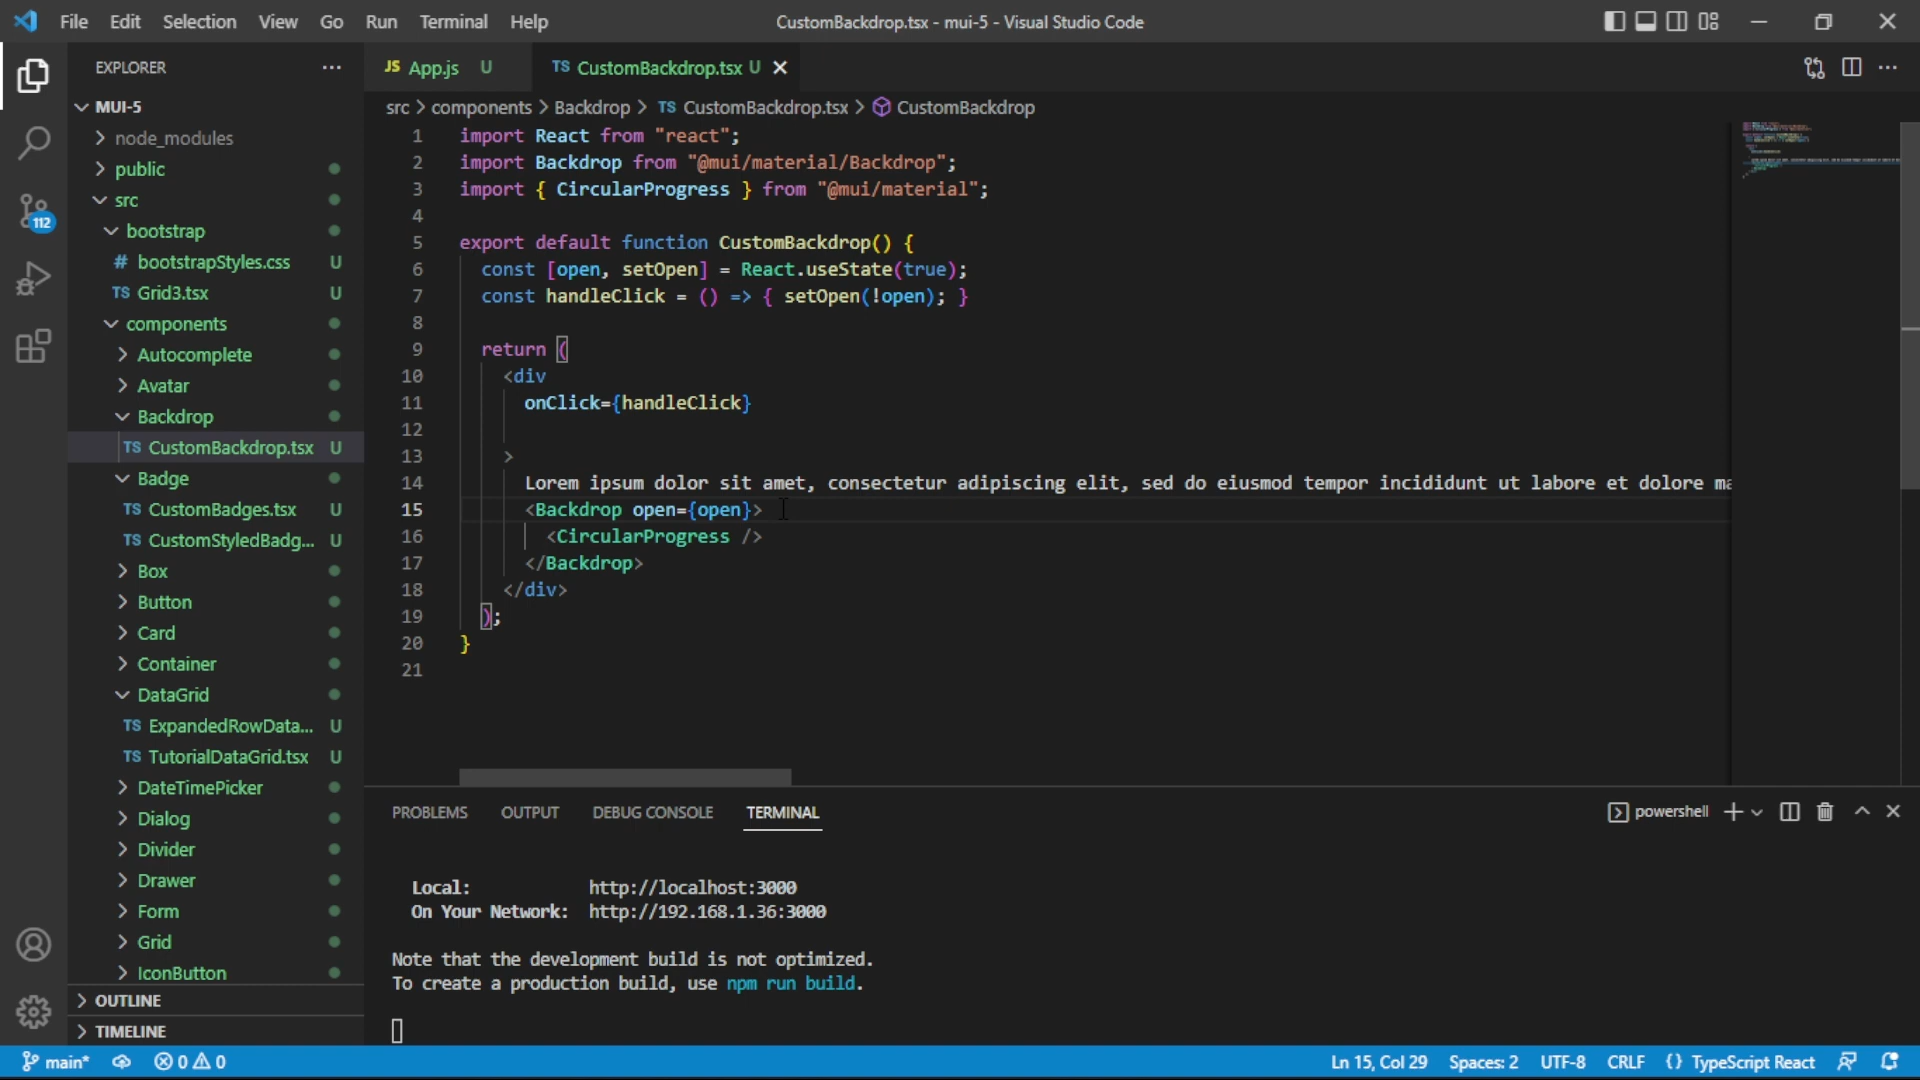 File Edit Selection View Go Run Terminal Help CustomBackdrop.tsx - mui-5 - Visual Studio Code
EXPLORER
MUI-5
node_modules
public
src
bootstrap
# bootstrapStyles.css U
TS Grid3.tsx U
components
Autocomplete
Avatar
Backdrop
TS CustomBackdrop.tsx U
Badge
TS CustomBadges.tsx U
TS CustomStyledBadg... U
Box
Button
Card
Container
DataGrid
TS ExpandedRowData... U
TS TutorialDataGrid.tsx U
DateTimePicker
Dialog
Divider
Drawer
Form
Grid
IconButton
OUTLINE
TIMELINE
112
JS App.js U TS CustomBackdrop.tsx U
src > components > Backdrop > TS CustomBackdrop.tsx > CustomBackdrop
1 import React from "react";
2 import Backdrop from "@mui/material/Backdrop";
3 import { CircularProgress } from "@mui/material";
4
5 export default function CustomBackdrop() {
6 const [open, setOpen] = React.useState(true);
7 const handleClick = () => { setOpen(!open); }
8
9 return (
10 <div
11 onClick={handleClick}
12
13 >
14 Lorem ipsum dolor sit amet, consectetur adipiscing elit, sed do eiusmod tempor incididunt ut labore et dolore ma
15 <Backdrop open={open}>
16 <CircularProgress />
17 </Backdrop>
18 </div>
19 );
20 }
21
PROBLEMS OUTPUT DEBUG CONSOLE TERMINAL powershell
Local: http://localhost:3000
On Your Network: http://192.168.1.36:3000
Note that the development build is not optimized.
To create a production build, use npm run build.
main* 0 0 Ln 15, Col 29 Spaces: 2 UTF-8 CRLF {} TypeScript React